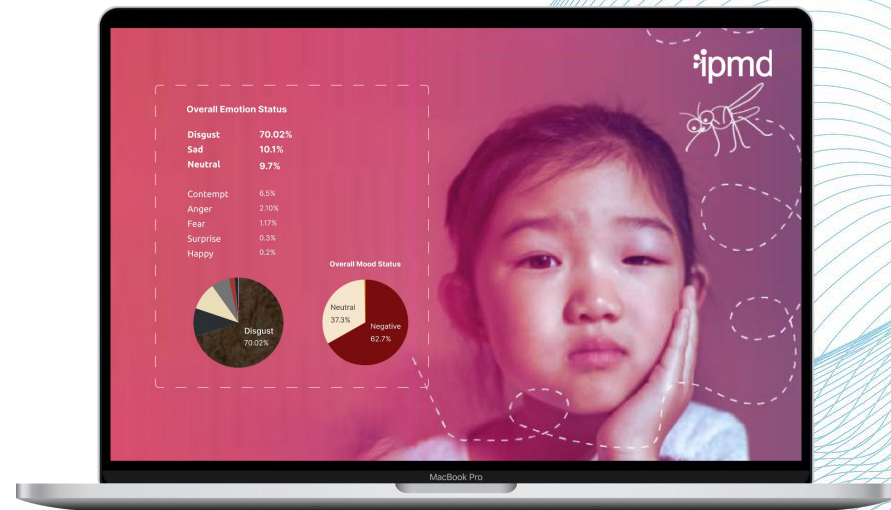 ipmd
Overall Emotion Status
Disgust 70.02%
Sad 10.1%
Neutral 9.7%
Contempt 6.5%
Anger 2.10%
Fear 1.17%
Surprise 0.3%
Happy 0.2%
Overall Mood Status
Disgust
70.02%
Neutral
37.3%
Negative
62.7%
MacBook Pro